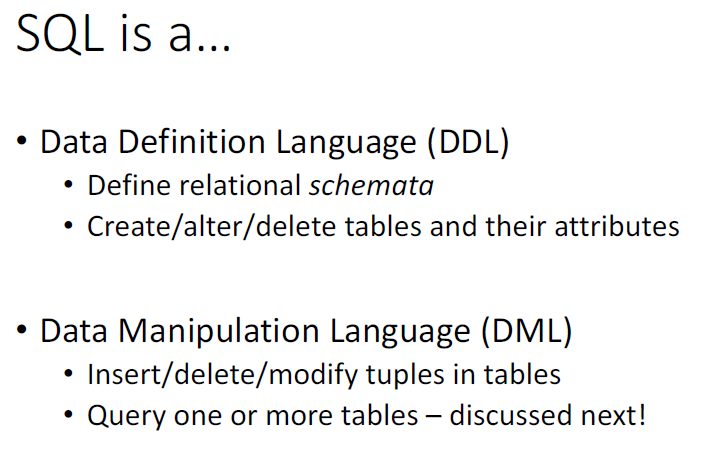 SQL is a…
• Data Definition Language (DDL)
• Define relational schemata
• Create/alter/delete tables and their attributes
• Data Manipulation Language (DML)
• Insert/delete/modify tuples in tables
• Query one or more tables – discussed next!